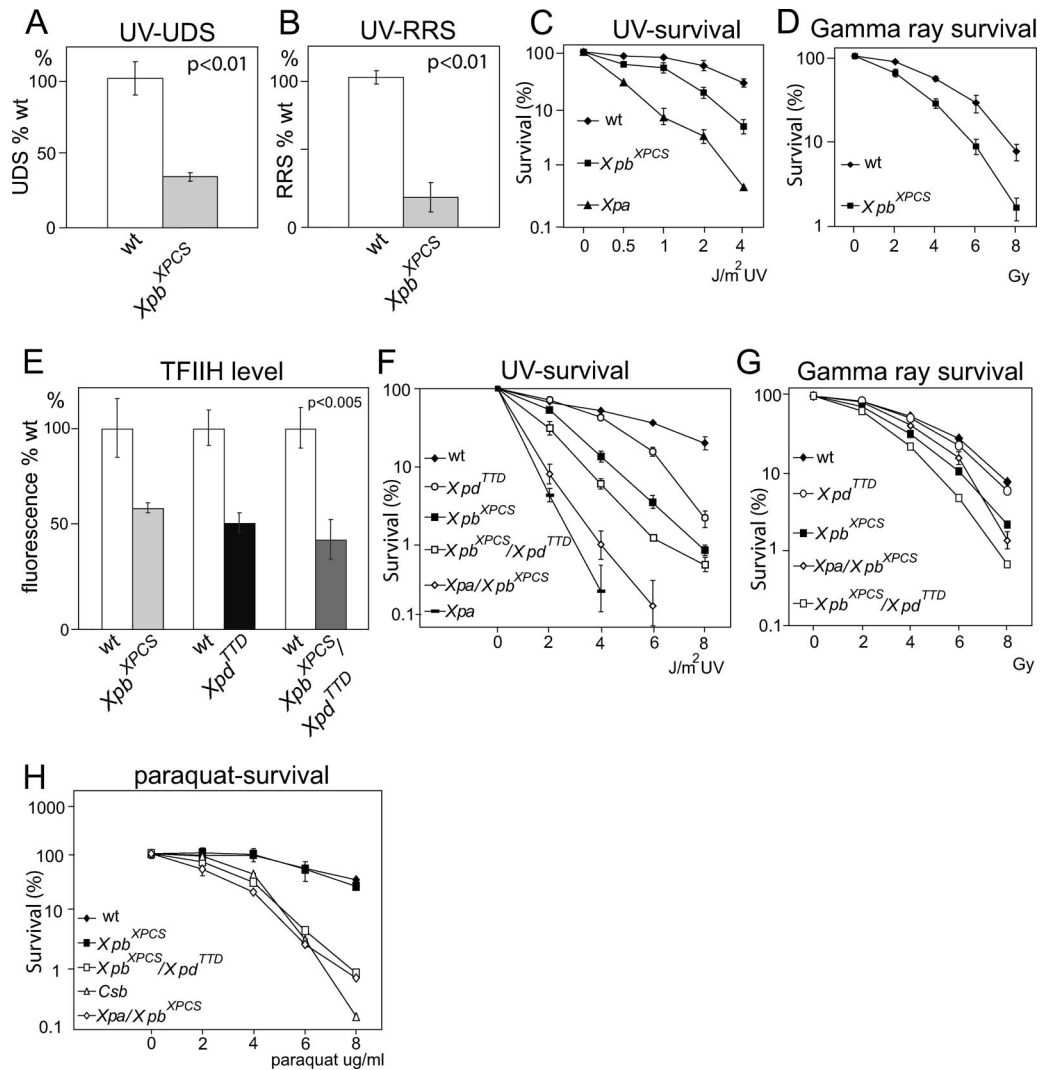 A
UV-UDS
%
p<0.01
100
50
0
UDS % wt
wt
Xpb^XPCS
B
UV-RRS
%
p<0.01
100
50
0
RRS % wt
wt
Xpb^XPCS
C
UV-survival
100
10
1
0.1
Survival (%)
wt
Xpb^XPCS
Xpa
0 0.5 1 2 4
J/m² UV
D
Gamma ray survival
100
10
1
Survival (%)
wt
Xpb^XPCS
0 2 4 6 8
Gy
E
TFIIH level
%
p<0.005
100
50
0
fluorescence % wt
wt
Xpb^XPCS
wt
Xpd^TTD
wt
Xpb^XPCS/
Xpd^TTD
F
UV-survival
100
10
1
0.1
Survival (%)
wt
Xpd^TTD
Xpb^XPCS
Xpb^XPCS/Xpd^TTD
Xpa/Xpb^XPCS
Xpa
0 2 4 6 8
J/m² UV
G
Gamma ray survival
100
10
1
0.1
Survival (%)
wt
Xpd^TTD
Xpb^XPCS
Xpa/Xpb^XPCS
Xpb^XPCS/Xpd^TTD
0 2 4 6 8
Gy
H
paraquat-survival
1000
100
10
1
0.1
Survival (%)
wt
Xpb^XPCS
Xpb^XPCS/Xpd^TTD
Csb
Xpa/Xpb^XPCS
0 2 4 6 8
paraquat ug/ml